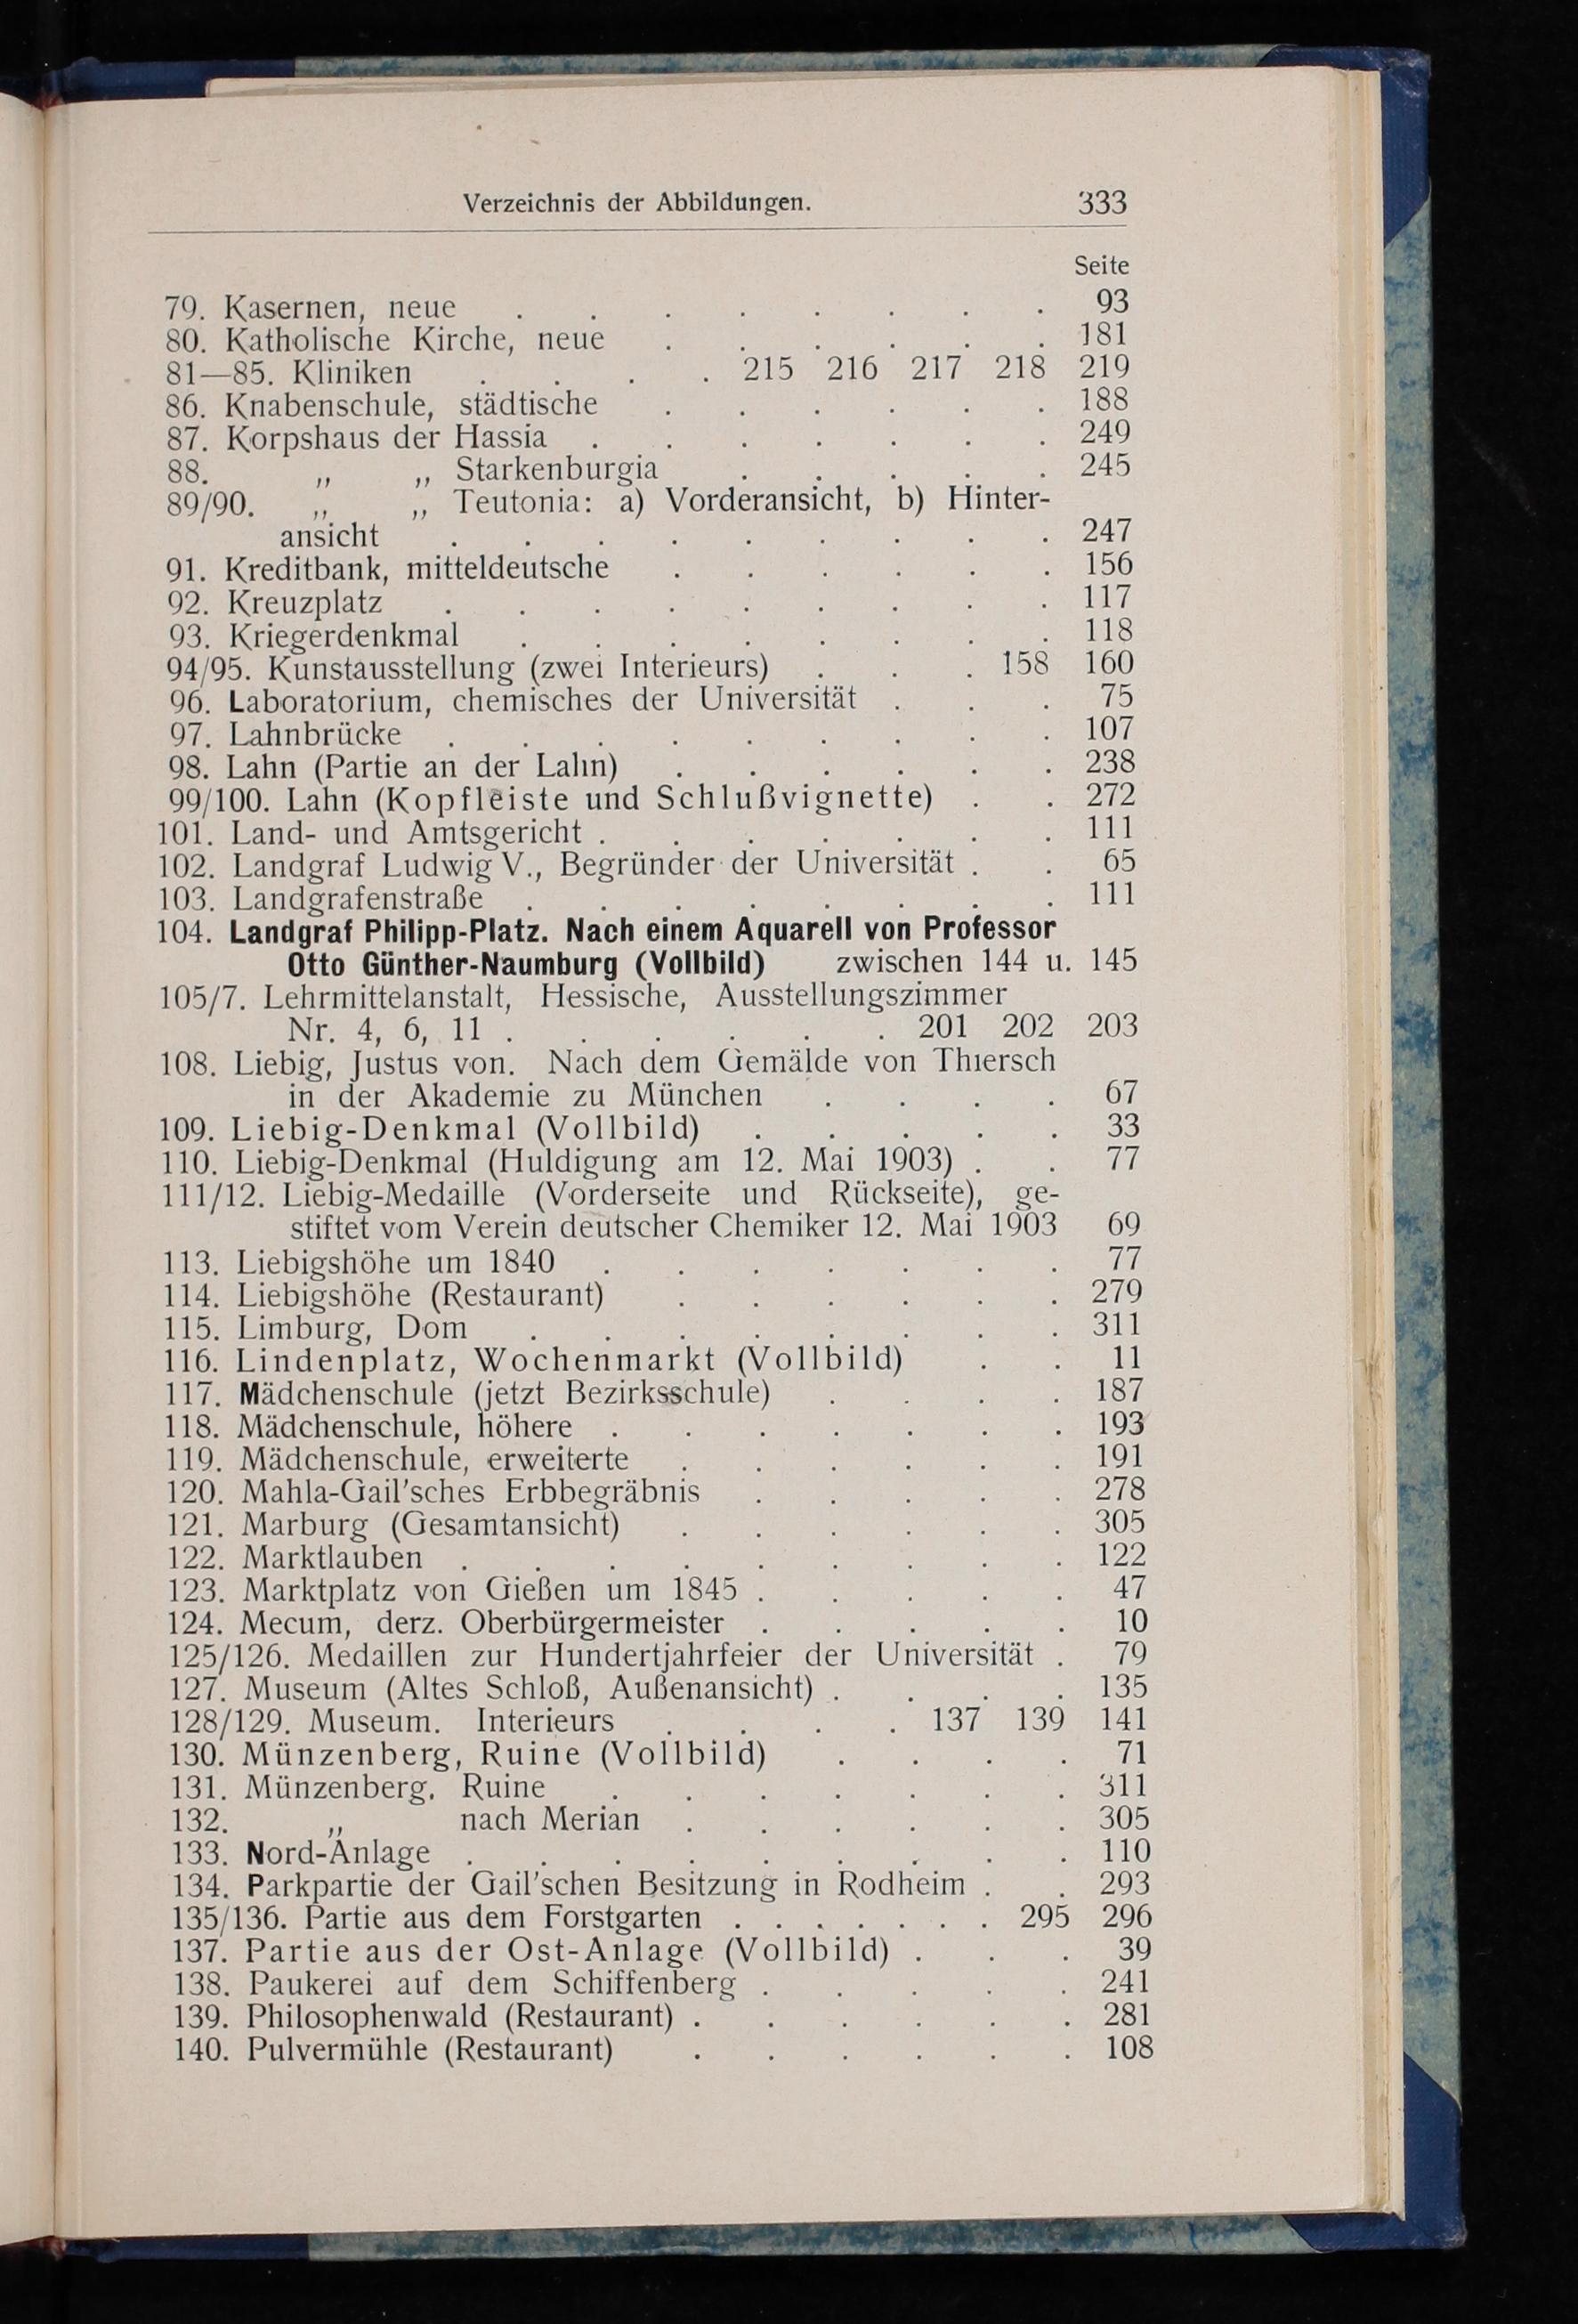 Verzeichnis der Abbildungen. 333
Seite
79. Kasernen, neue . . . . . . . . 93
80. Katholische Kirche, neue . . . . . . 181
81—85. Kliniken . . . . 215 216 217 218 219
86. Knabenschule, städtische . . . . . . 188
87. Korpshaus der Hassia . . . . . . . 249
88. „ „ Starkenburgia . . . . . 245
89/90. „ „ Teutonia: a) Vorderansicht, b) Hinter-
ansicht . . . . . . . . . 247
91. Kreditbank, mitteldeutsche . . . . . . 156
92. Kreuzplatz . . . . . . . . . 117
93. Kriegerdenkmal . . . . . . . . 118
94/95. Kunstausstellung (zwei Interieurs) . . . 158 160
96. Laboratorium, chemisches der Universität . . . 75
97. Lahnbrücke . . . . . . . . . 107
98. Lahn (Partie an der Lahn) . . . . . . 238
99/100. Lahn (Kopfleiste und Schlußvignette) . . 272
101. Land- und Amtsgericht . . . . . . . 111
102. Landgraf Ludwig V., Begründer der Universität . . 65
103. Landgrafenstraße . . . . . . . . 111
104. Landgraf Philipp-Platz. Nach einem Aquarell von Professor
Otto Günther-Naumburg (Vollbild) zwischen 144 u. 145
105/7. Lehrmittelanstalt, Hessische, Ausstellungszimmer
Nr. 4, 6, 11 . . . . . . 201 202 203
108. Liebig, Justus von. Nach dem Gemälde von Thiersch
in der Akademie zu München . . . . 67
109. Liebig-Denkmal (Vollbild) . . . . . 33
110. Liebig-Denkmal (Huldigung am 12. Mai 1903) . . 77
111/12. Liebig-Medaille (Vorderseite und Rückseite), ge-
stiftet vom Verein deutscher Chemiker 12. Mai 1903 69
113. Liebigshöhe um 1840 . . . . . . . 77
114. Liebigshöhe (Restaurant) . . . . . . 279
115. Limburg, Dom . . . . . . . . 311
116. Lindenplatz, Wochenmarkt (Vollbild) . . 11
117. Mädchenschule (jetzt Bezirksschule) . . . . 187
118. Mädchenschule, höhere . . . . . . . 193
119. Mädchenschule, erweiterte . . . . . . 191
120. Mahla-Gail'sches Erbbegräbnis . . . . . 278
121. Marburg (Gesamtansicht) . . . . . . 305
122. Marktlauben . . . . . . . . . 122
123. Marktplatz von Gießen um 1845 . . . . . 47
124. Mecum, derz. Oberbürgermeister . . . . . 10
125/126. Medaillen zur Hundertjahrfeier der Universität . 79
127. Museum (Altes Schloß, Außenansicht) . . . . 135
128/129. Museum. Interieurs . . . . 137 139 141
130. Münzenberg, Ruine (Vollbild) . . . . 71
131. Münzenberg, Ruine . . . . . . . 311
132. „ nach Merian . . . . . . 305
133. Nord-Anlage . . . . . . . . . 110
134. Parkpartie der Gail'schen Besitzung in Rodheim . . 293
135/136. Partie aus dem Forstgarten . . . . . . . 295 296
137. Partie aus der Ost-Anlage (Vollbild) . . . 39
138. Paukerei auf dem Schiffenberg . . . . . 241
139. Philosophenwald (Restaurant) . . . . . . 281
140. Pulvermühle (Restaurant) . . . . . . 108